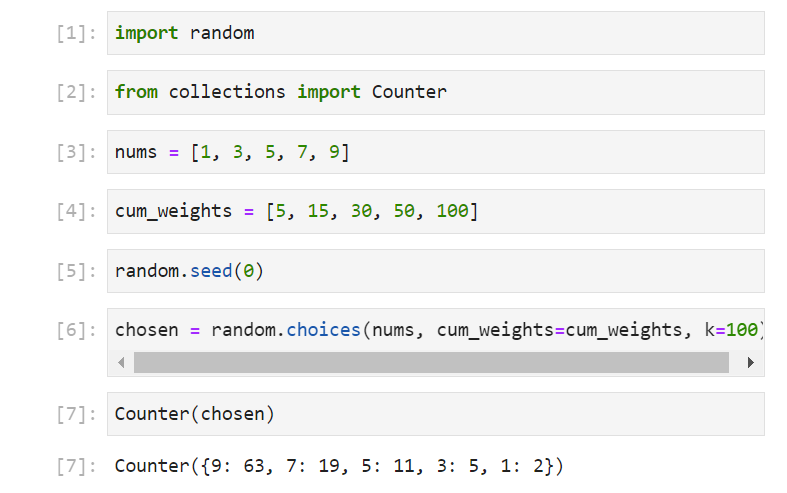 [1]: import random
[2]: from collections import Counter
[3]: nums = [1, 3, 5, 7, 9]
[4]: cum_weights = [5, 15, 30, 50, 100]
[5]: random.seed(0)
[6]: chosen = random.choices(nums, cum_weights=cum_weights, k=100)
[7]: Counter(chosen)
[7]: Counter({9: 63, 7: 19, 5: 11, 3: 5, 1: 2})